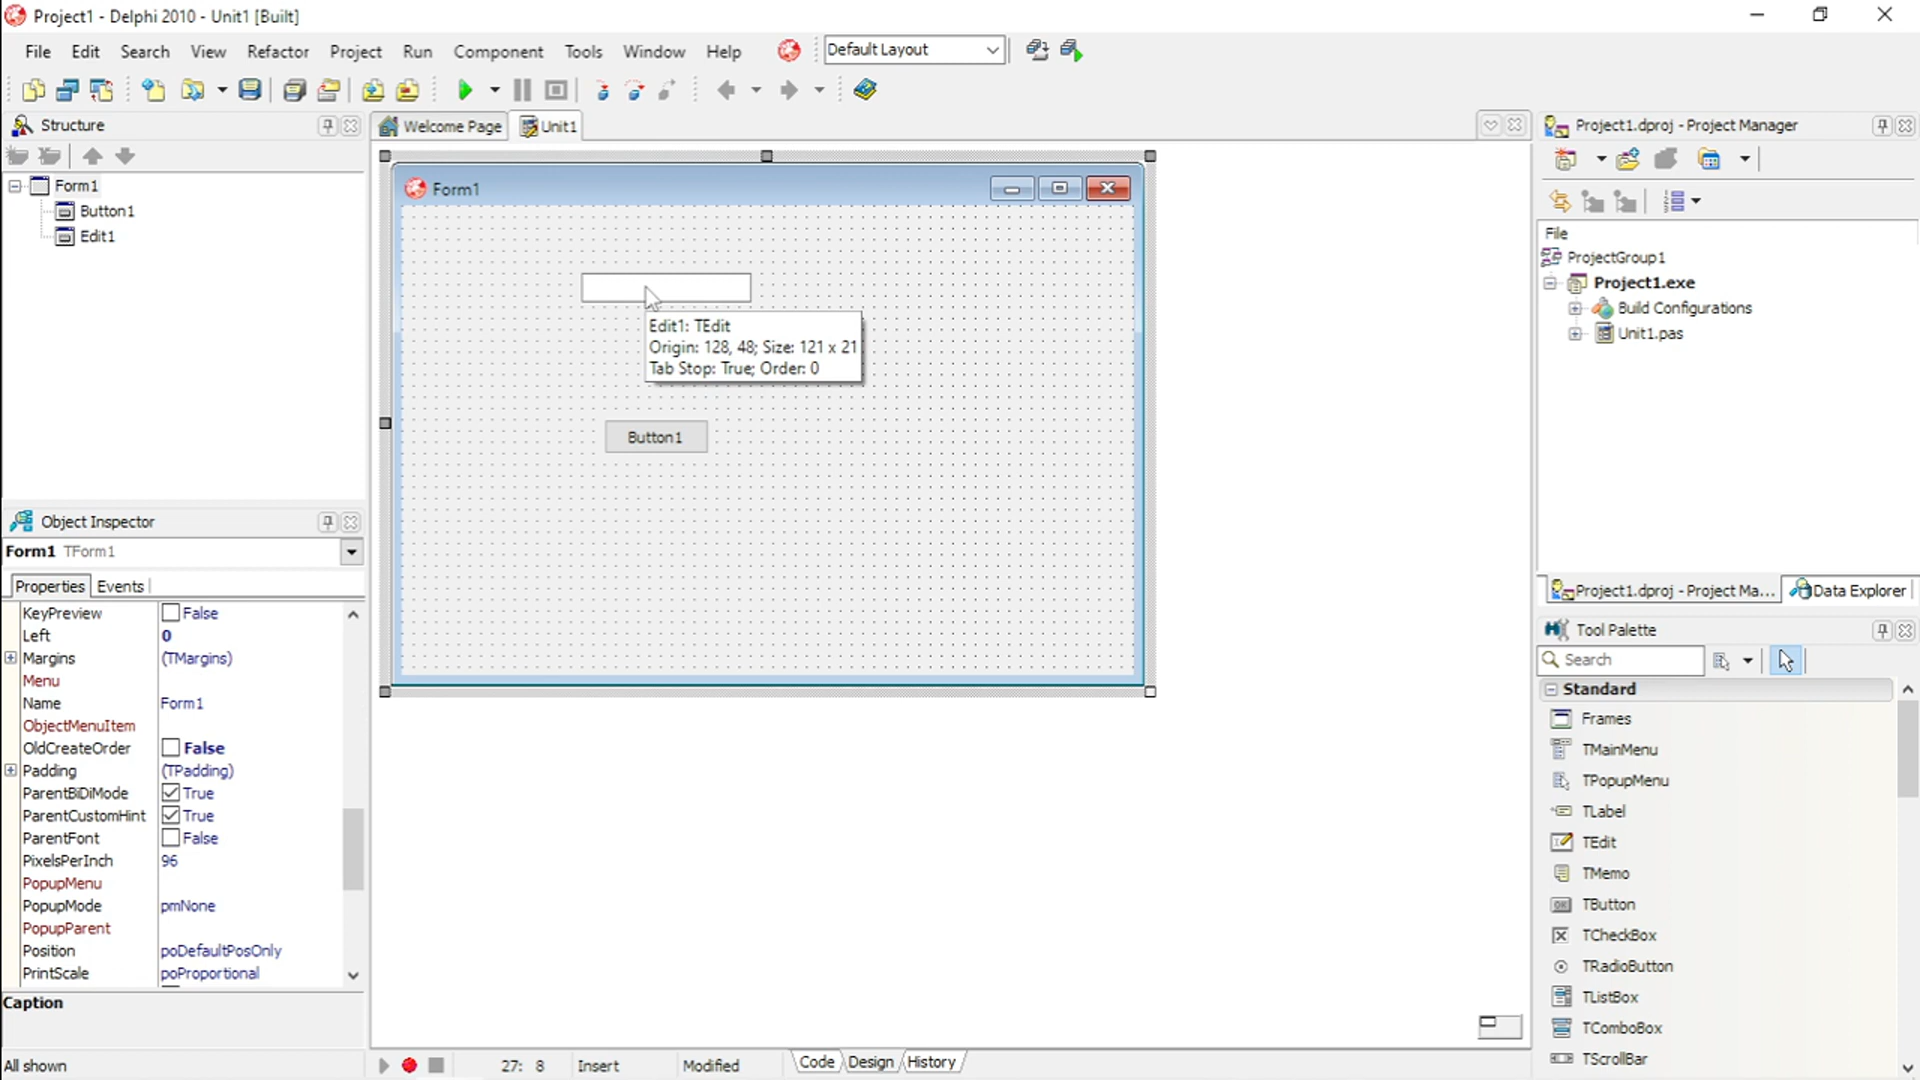 Project1 - Delphi 2010 - Unit1 [Built]
File Edit Search View Refactor Project Run Component Tools Window Help Default Layout
Structure
Form1
Button1
Edit1
Object Inspector
Form1 TForm1
Properties Events
KeyPreview False
Left 0
Margins (TMargins)
Menu
Name Form1
ObjectMenuItem
OldCreateOrder False
Padding (TPadding)
ParentBiDiMode True
ParentCustomHint True
ParentFont False
PixelsPerInch 96
PopupMenu
PopupMode pmNone
PopupParent
Position poDefaultPosOnly
PrintScale poProportional
Caption
All shown
Welcome Page Unit1
Form1
Edit1: TEdit
Origin: 128, 48; Size: 121 x 21
Tab Stop: True; Order: 0
Button1
27: 8 Insert Modified Code Design History
Project1.dproj - Project Manager
File
ProjectGroup1
Project1.exe
Build Configurations
Unit1.pas
Project1.dproj - Project Ma... Data Explorer
Tool Palette
Search
Standard
Frames
TMainMenu
TPopupMenu
TLabel
TEdit
TMemo
TButton
TCheckBox
TRadioButton
TListBox
TComboBox
TScrollBar